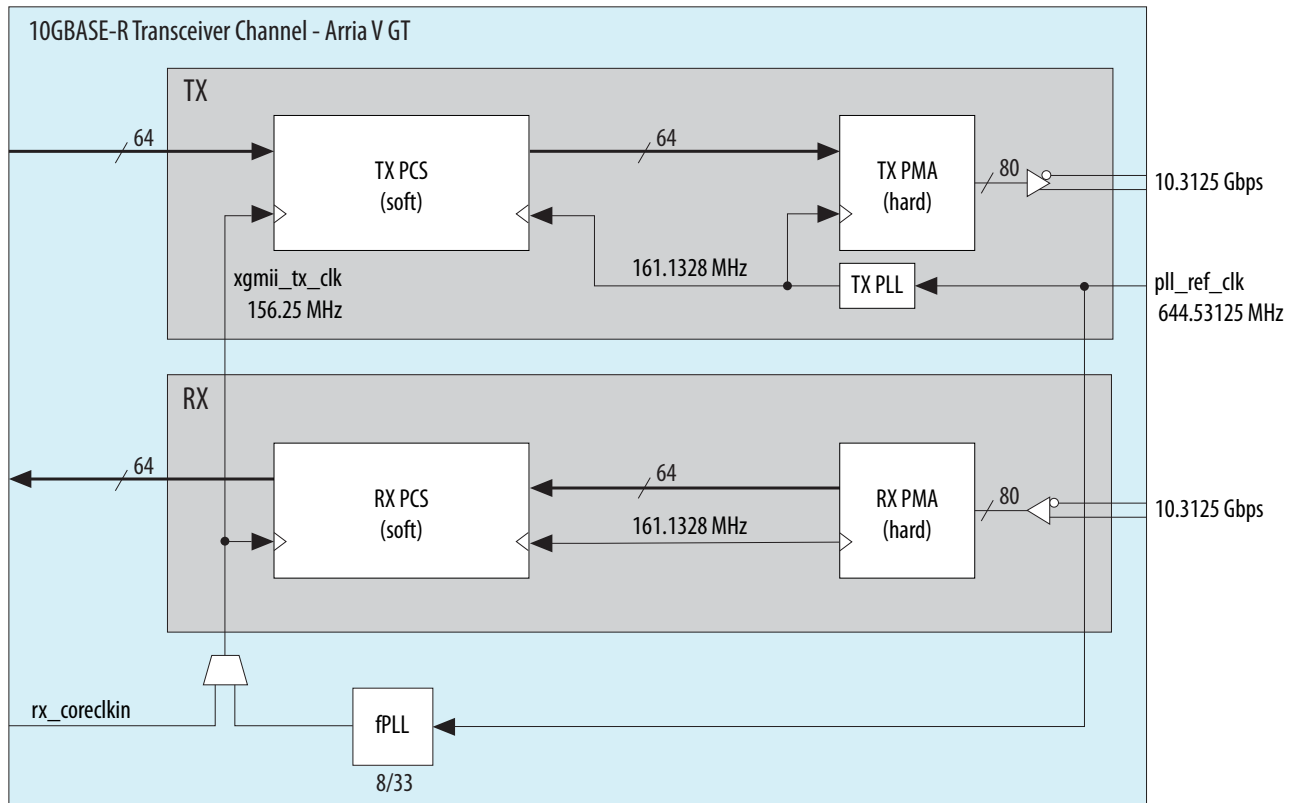 10GBASE-R Transceiver Channel - Arria V GT
TX
64
TX PCS
(soft)
64
TX PMA
(hard)
80
10.3125 Gbps
xgmii_tx_clk
156.25 MHz
161.1328 MHz
TX PLL
pll_ref_clk
644.53125 MHz
RX
64
RX PCS
(soft)
64
161.1328 MHz
RX PMA
(hard)
80
10.3125 Gbps
rx_coreclkin
fPLL
8/33